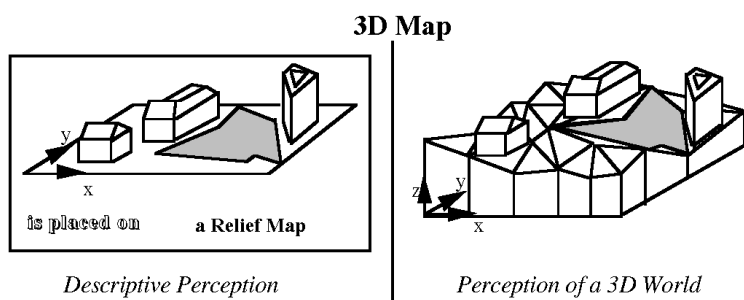 3D Map
y
x
is placed on a Relief Map
Descriptive Perception
z
y
x
Perception of a 3D World